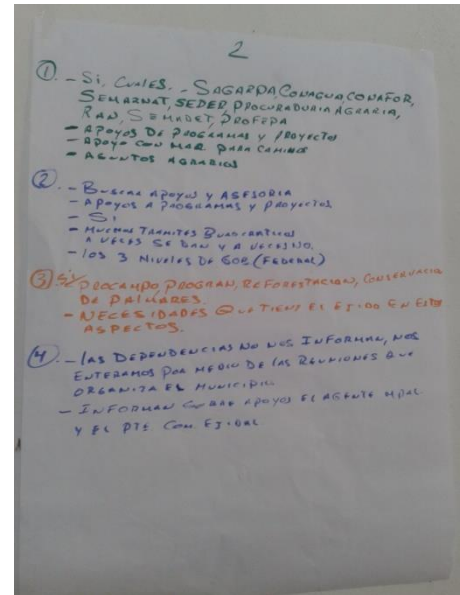 2
① - Si, CUALES. - SAGARPA, CONAGUA, CONAFOR,
SEMARNAT, SEDER, PROCURADURIA AGRARIA,
RAN, SEMADET, PROFEPA
- APOYOS DE PROGRAMAS Y PROYECTOS
- APOYO CON MAQ. PARA CAMINOS
- ASUNTOS AGRARIOS
② - BUSCAR APOYOS Y ASESORIA
- APOYOS A PROGRAMAS Y PROYECTOS
- SI
- MUCHOS TRAMITES BUROCRATICOS
A VECES SE DAN Y A VECES NO.
- LOS 3 NIVELES DE GOB (FEDERAL)
③ SI, PROCAMPO, PROGRAN, REFORESTACION, CONSERVACION
DE PALMARES.
- NECESIDADES QUE TIENE EL EJIDO EN ESTOS
ASPECTOS.
④ - LAS DEPENDENCIAS NO NOS INFORMAN, NOS
ENTERAMOS POR MEDIO DE LAS REUNIONES QUE
ORGANIZA EL MUNICIPIO
- INFORMAN SOBRE APOYOS EL AGENTE MPAL
Y EL PTE COM. EJIDAL